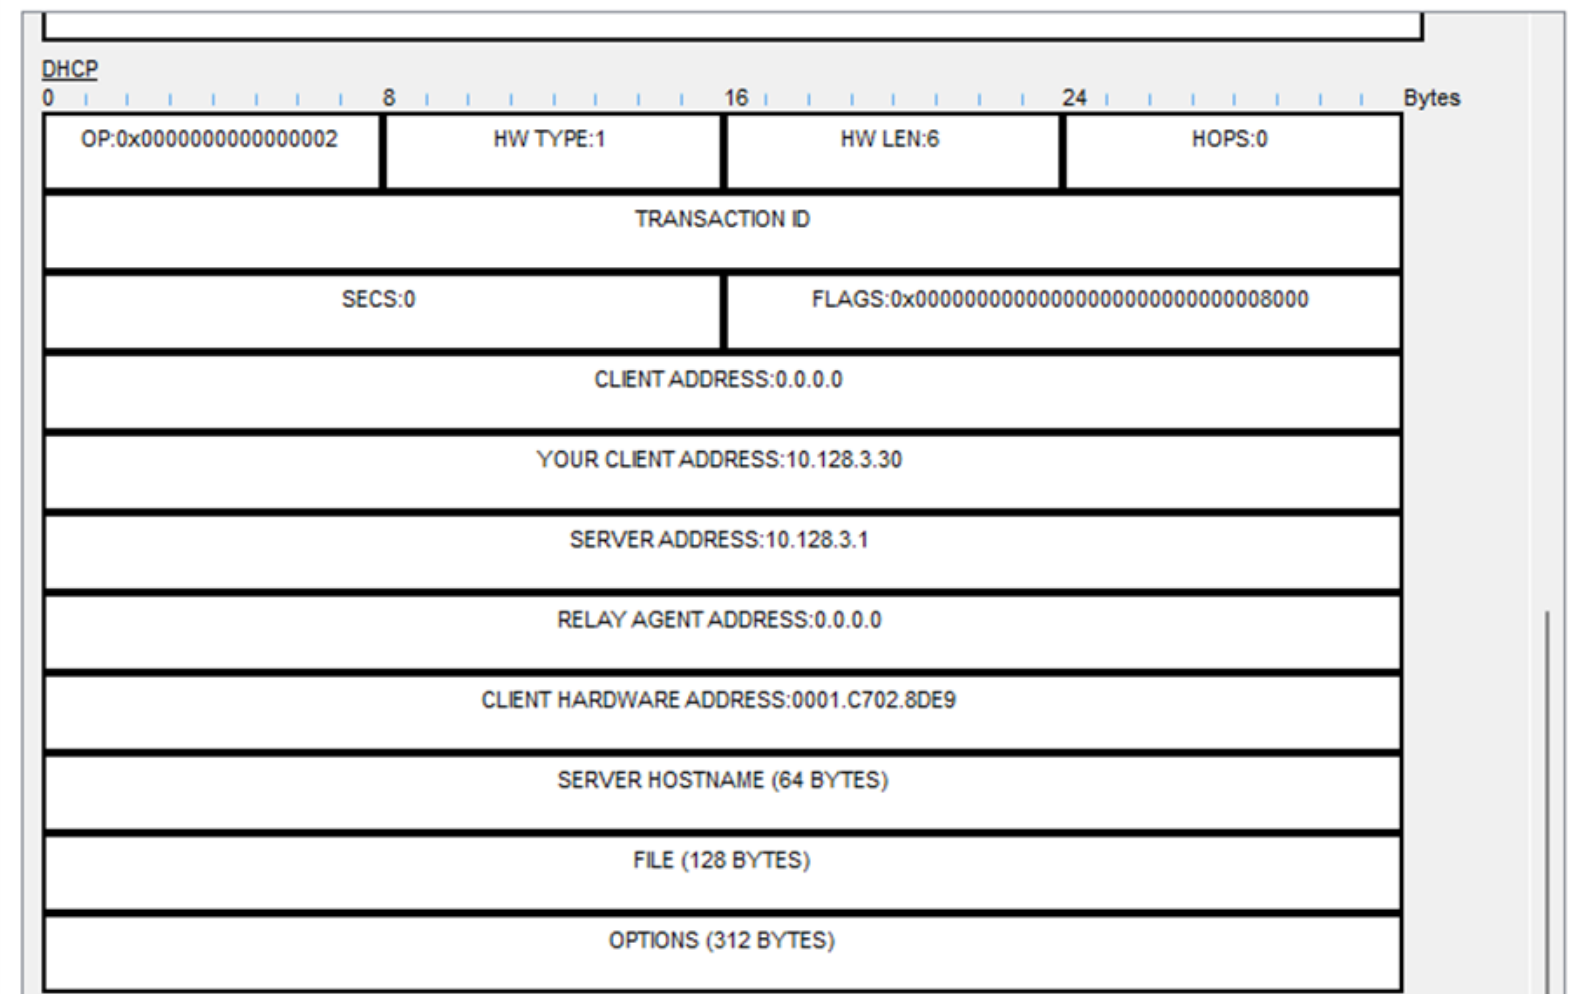 DHCP
0 8 16 24 Bytes
OP:0x0000000000000002 HW TYPE:1 HW LEN:6 HOPS:0
TRANSACTION ID
SECS:0 FLAGS:0x00000000000000000000000000008000
CLIENT ADDRESS:0.0.0.0
YOUR CLIENT ADDRESS:10.128.3.30
SERVER ADDRESS:10.128.3.1
RELAY AGENT ADDRESS:0.0.0.0
CLIENT HARDWARE ADDRESS:0001.C702.8DE9
SERVER HOSTNAME (64 BYTES)
FILE (128 BYTES)
OPTIONS (312 BYTES)